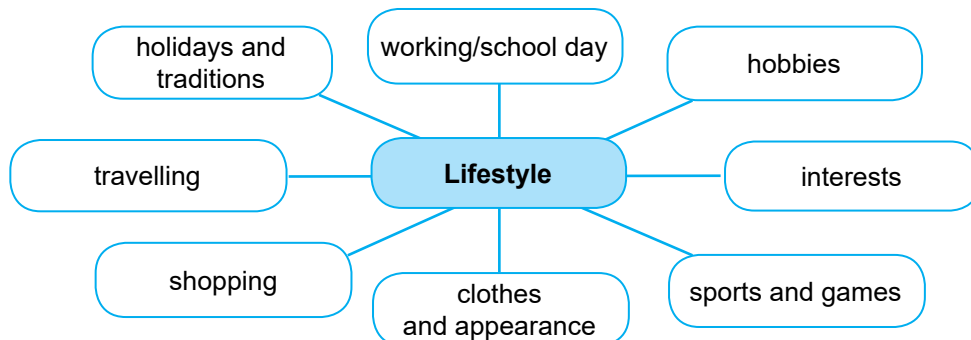 holidays and
traditions
working/school day
hobbies
travelling
Lifestyle
interests
shopping
clothes
and appearance
sports and games